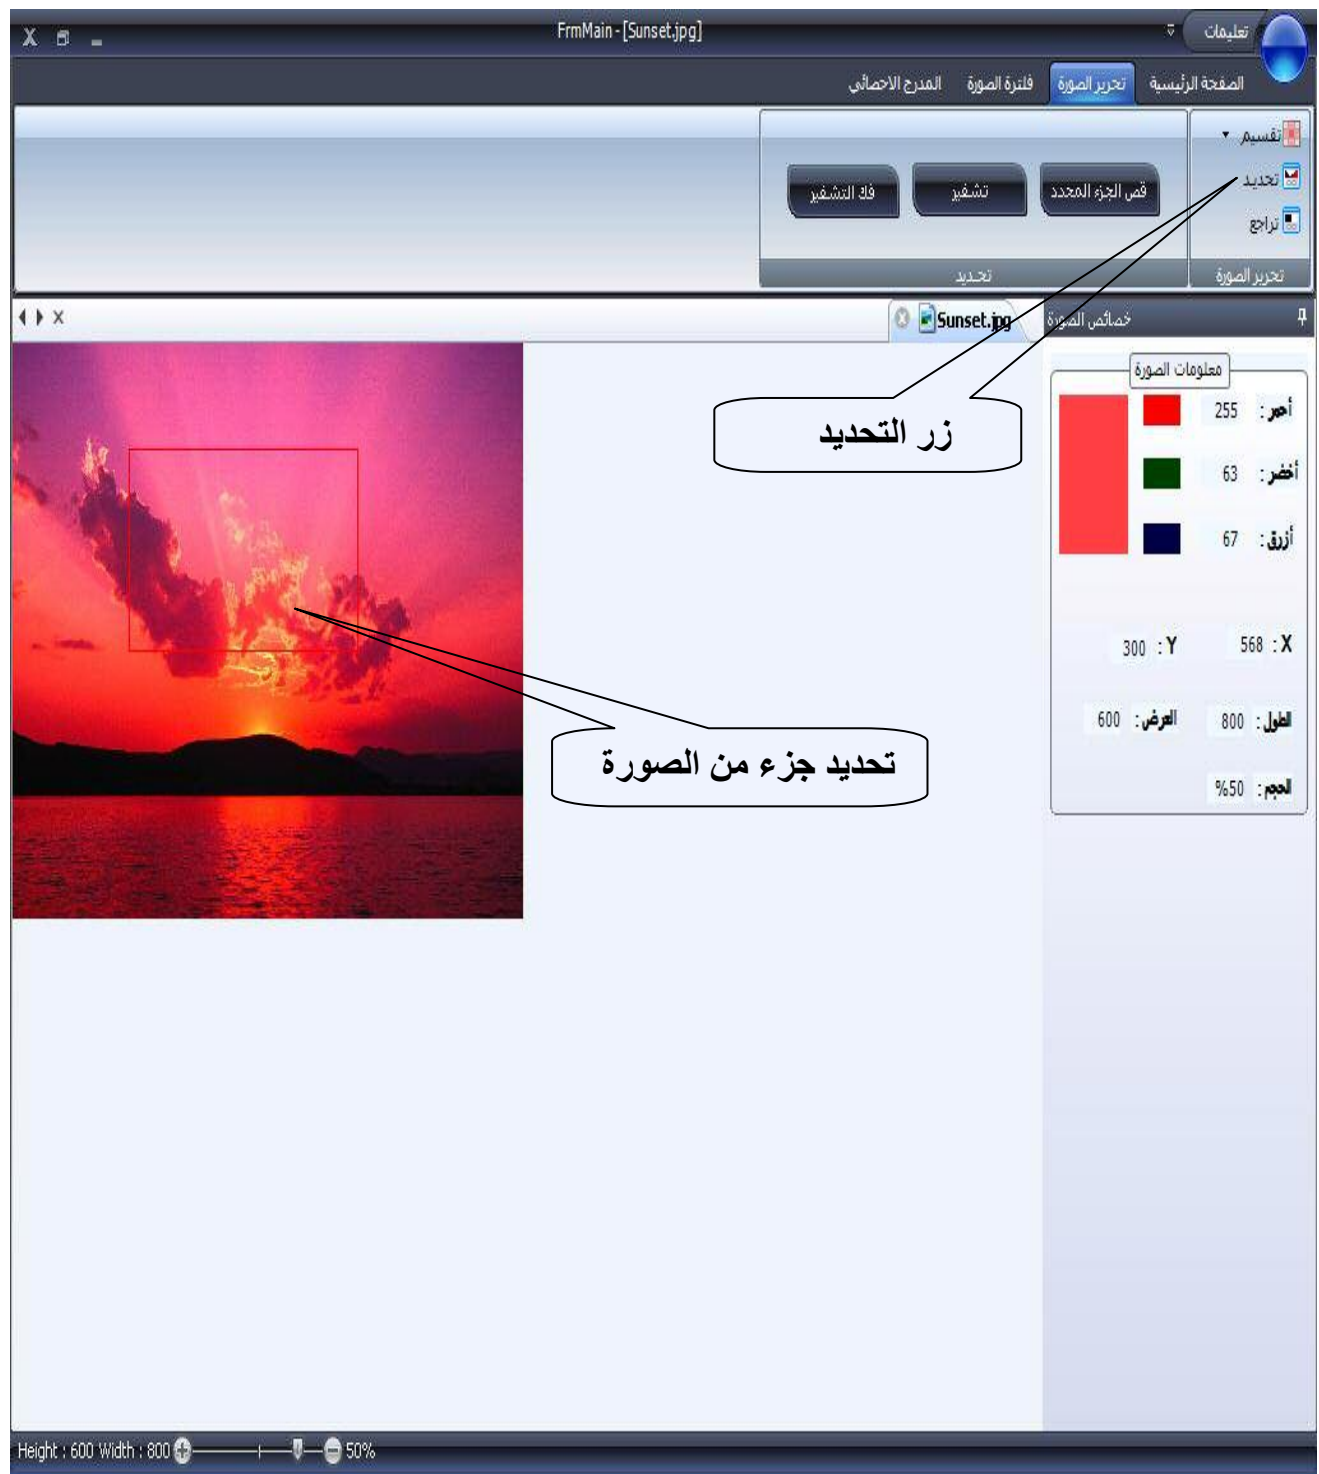 تعليمات
FrmMain - [Sunset.jpg]
الصفحة الرئيسية
تحرير الصورة
فلترة الصورة
المدرج الاحصائي
تقسيم
تحديد
تراجع
تحرير الصورة
قص الجزء المحدد
تشفير
فك التشفير
تحديد
خصائص الصورة
Sunset.jpg
معلومات الصورة
أحمر : 255
أخضر : 63
أزرق : 67
X : 568
Y : 300
الطول : 800
العرض : 600
الحجم : 50%
زر التحديد
تحديد جزء من الصورة
Height : 600 Width : 800
50%